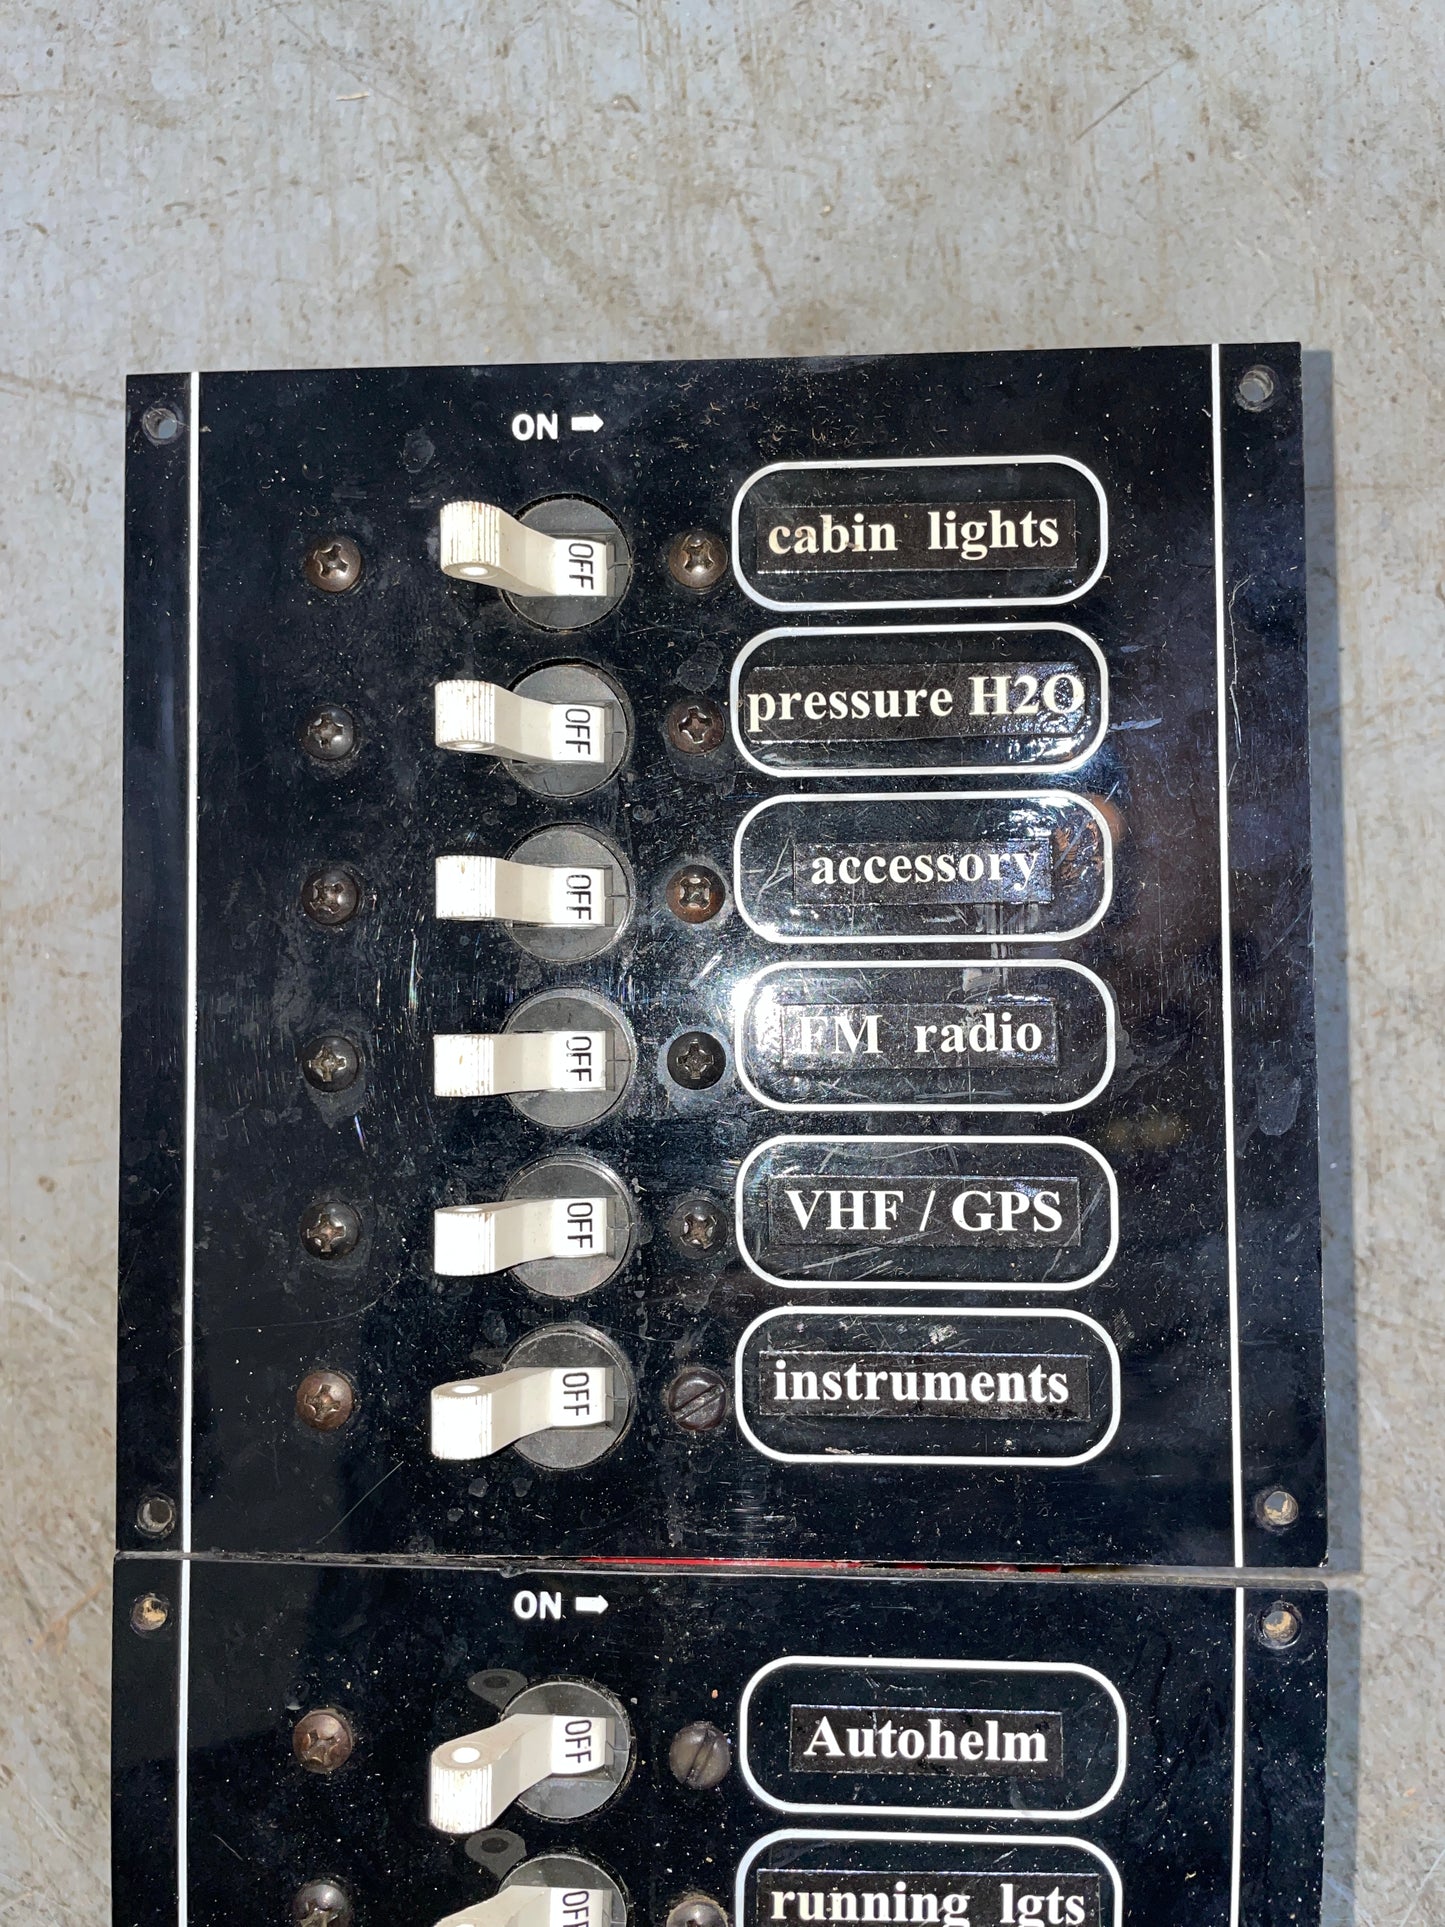 ON ➡
OFF cabin lights
OFF pressure H2O
OFF accessory
OFF FM radio
OFF VHF / GPS
OFF instruments
ON ➡
OFF Autohelm
OFF running lgts